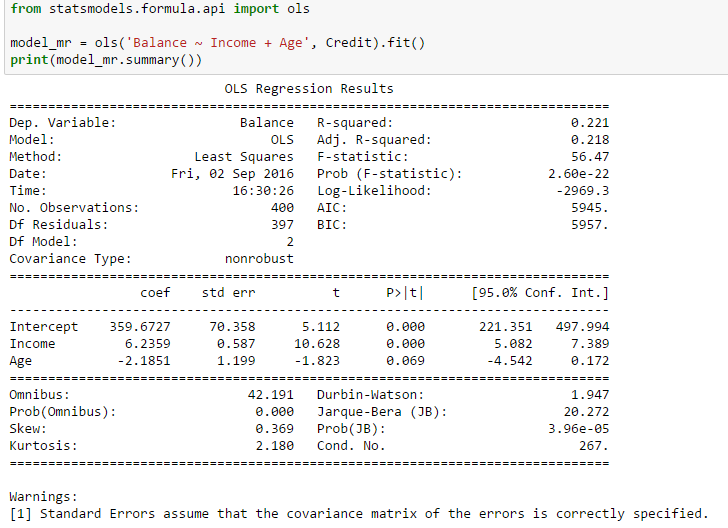 from statsmodels.formula.api import ols
model_mr = ols('Balance ~ Income + Age', Credit).fit()
print(model_mr.summary())
OLS Regression Results
==============================================================================
Dep. Variable: Balance R-squared: 0.221
Model: OLS Adj. R-squared: 0.218
Method: Least Squares F-statistic: 56.47
Date: Fri, 02 Sep 2016 Prob (F-statistic): 2.60e-22
Time: 16:30:26 Log-Likelihood: -2969.3
No. Observations: 400 AIC: 5945.
Df Residuals: 397 BIC: 5957.
Df Model: 2
Covariance Type: nonrobust
==============================================================================
coef std err t P>|t| [95.0% Conf. Int.]
------------------------------------------------------------------------------
Intercept 359.6727 70.358 5.112 0.000 221.351 497.994
Income 6.2359 0.587 10.628 0.000 5.082 7.389
Age -2.1851 1.199 -1.823 0.069 -4.542 0.172
==============================================================================
Omnibus: 42.191 Durbin-Watson: 1.947
Prob(Omnibus): 0.000 Jarque-Bera (JB): 20.272
Skew: 0.369 Prob(JB): 3.96e-05
Kurtosis: 2.180 Cond. No. 267.
==============================================================================
Warnings:
[1] Standard Errors assume that the covariance matrix of the errors is correctly specified.